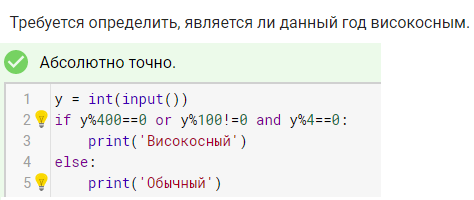 Требуется определить, является ли данный год високосным.
Абсолютно точно.
1 y = int(input())
2 if y%400==0 or y%100!=0 and y%4==0:
3     print('Високосный')
4 else:
5     print('Обычный')